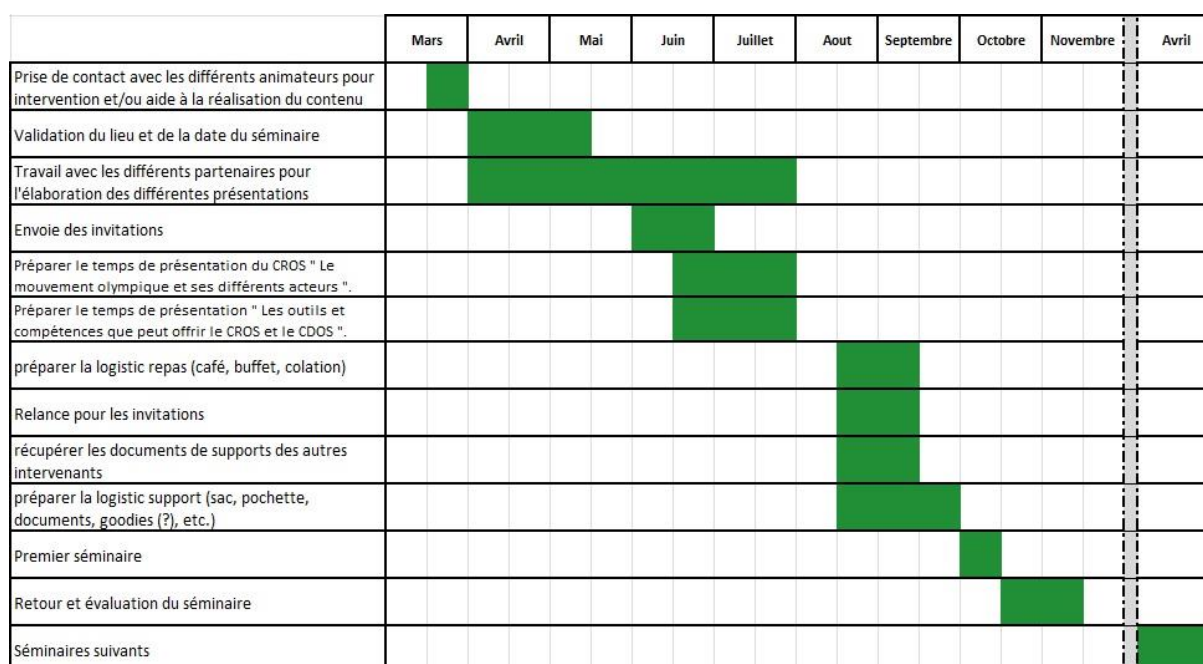 Mars Avril Mai Juin Juillet Aout Septembre Octobre Novembre Avril
Prise de contact avec les différents animateurs pour
intervention et/ou aide à la réalisation du contenu
Validation du lieu et de la date du séminaire
Travail avec les différents partenaires pour
l'élaboration des différentes présentations
Envoie des invitations
Préparer le temps de présentation du CROS " Le
mouvement olympique et ses différents acteurs ".
Préparer le temps de présentation " Les outils et
compétences que peut offrir le CROS et le CDOS ".
préparer la logistic repas (café, buffet, colation)
Relance pour les invitations
récupérer les documents de supports des autres
intervenants
préparer la logistic support (sac, pochette,
documents, goodies (?), etc.)
Premier séminaire
Retour et évaluation du séminaire
Séminaires suivants